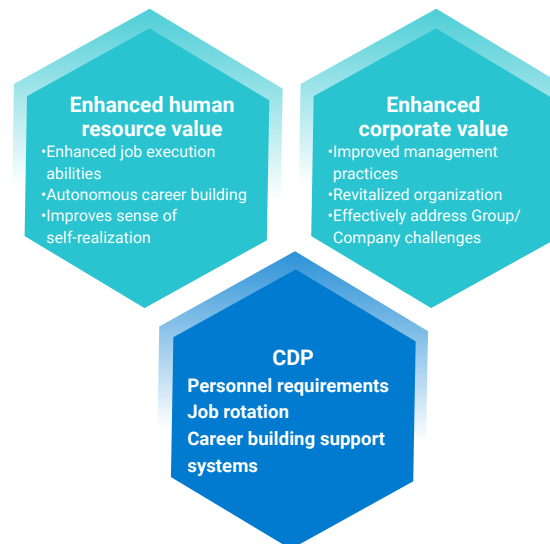 Enhanced human
resource value
•Enhanced job execution
abilities
•Autonomous career building
•Improves sense of
self-realization
Enhanced
corporate value
•Improved management
practices
•Revitalized organization
•Effectively address Group/
Company challenges
CDP
Personnel requirements
Job rotation
Career building support
systems